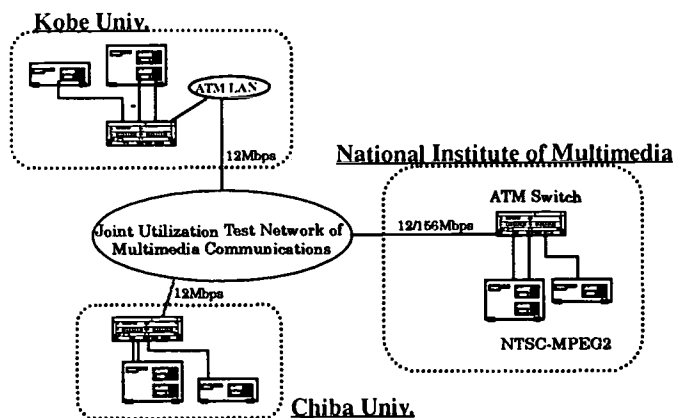 Kobe Univ.
ATM LAN
12Mbps
National Institute of Multimedia
ATM Switch
Joint Utilization Test Network of
Multimedia Communications
12/156Mbps
12Mbps
NTSC-MPEG2
Chiba Univ.